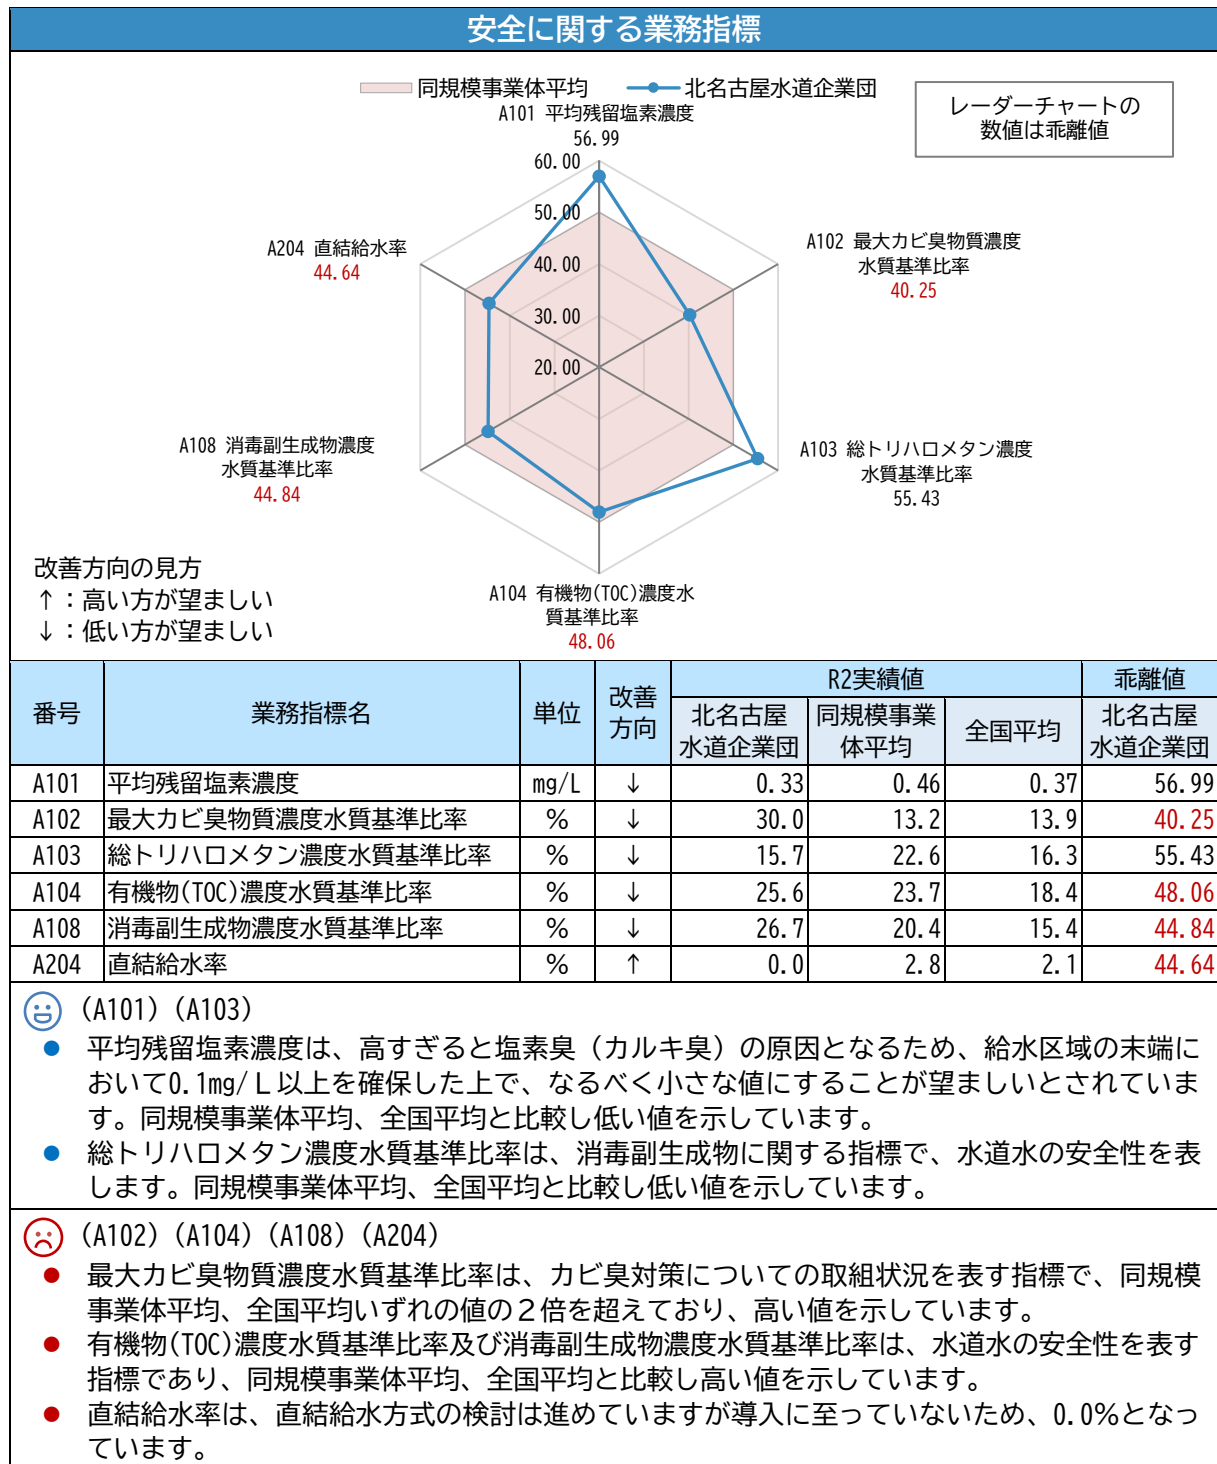 安全に関する業務指標
同規模事業体平均
北名古屋水道企業団
レーダーチャートの
数値は乖離値
A101 平均残留塩素濃度
56.99
60.00
50.00
40.00
30.00
20.00
A102 最大カビ臭物質濃度
水質基準比率
40.25
A103 総トリハロメタン濃度
水質基準比率
55.43
A104 有機物(TOC)濃度水
質基準比率
48.06
A108 消毒副生成物濃度
水質基準比率
44.84
A204 直結給水率
44.64
改善方向の見方
↑：高い方が望ましい
↓：低い方が望ましい
番号 業務指標名 単位 改善方向 R2実績値 乖離値
北名古屋水道企業団 同規模事業体平均 全国平均 北名古屋水道企業団
A101 平均残留塩素濃度 mg/L ↓ 0.33 0.46 0.37 56.99
A102 最大カビ臭物質濃度水質基準比率 % ↓ 30.0 13.2 13.9 40.25
A103 総トリハロメタン濃度水質基準比率 % ↓ 15.7 22.6 16.3 55.43
A104 有機物(TOC)濃度水質基準比率 % ↓ 25.6 23.7 18.4 48.06
A108 消毒副生成物濃度水質基準比率 % ↓ 26.7 20.4 15.4 44.84
A204 直結給水率 % ↑ 0.0 2.8 2.1 44.64
(A101)(A103)
● 平均残留塩素濃度は、高すぎると塩素臭（カルキ臭）の原因となるため、給水区域の末端に
おいて0.1mg/L以上を確保した上で、なるべく小さな値にすることが望ましいとされていま
す。同規模事業体平均、全国平均と比較し低い値を示しています。
● 総トリハロメタン濃度水質基準比率は、消毒副生成物に関する指標で、水道水の安全性を表
します。同規模事業体平均、全国平均と比較し低い値を示しています。
(A102)(A104)(A108)(A204)
● 最大カビ臭物質濃度水質基準比率は、カビ臭対策についての取組状況を表す指標で、同規模
事業体平均、全国平均いずれの値の２倍を超えており、高い値を示しています。
● 有機物(TOC)濃度水質基準比率及び消毒副生成物濃度水質基準比率は、水道水の安全性を表す
指標であり、同規模事業体平均、全国平均と比較し高い値を示しています。
● 直結給水率は、直結給水方式の検討は進めていますが導入に至っていないため、0.0%となっ
ています。